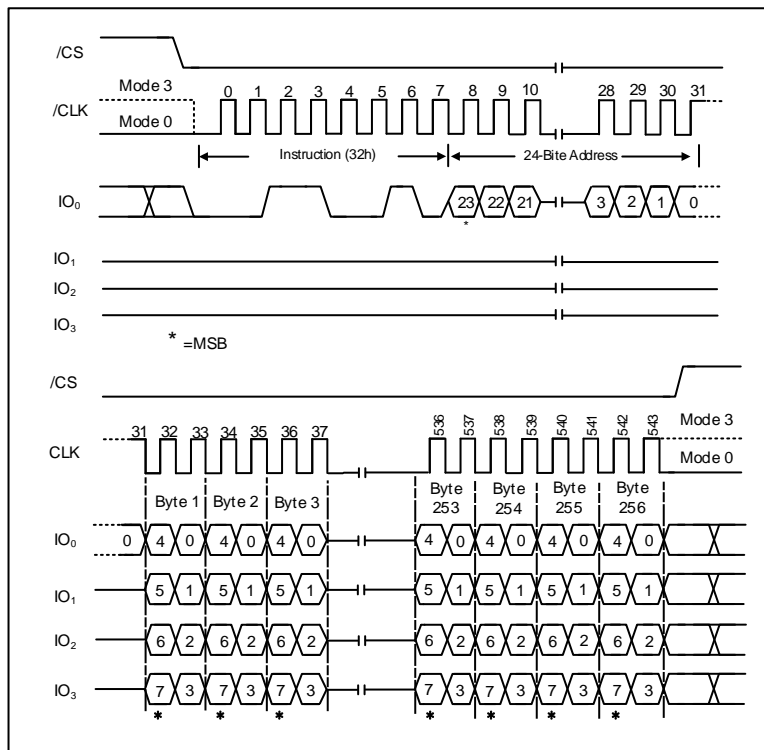 /CS
Mode 3
0 1 2 3 4 5 6 7 8 9 10 28 29 30 31
/CLK
Mode 0
Instruction (32h) 24-Bite Address
IO₀ 23 22 21 3 2 1 0
*
IO₁
IO₂
IO₃
* =MSB
/CS
31 32 33 34 35 36 37 536 537 538 539 540 541 542 543 Mode 3
CLK
Mode 0
Byte 1 Byte 2 Byte 3 Byte 253 Byte 254 Byte 255 Byte 256
IO₀ 0 4 0 4 0 4 0 4 0 4 0 4 0 4 0
IO₁ 5 1 5 1 5 1 5 1 5 1 5 1 5 1
IO₂ 6 2 6 2 6 2 6 2 6 2 6 2 6 2
IO₃ 7 3 7 3 7 3 7 3 7 3 7 3 7 3
* * * * * * *